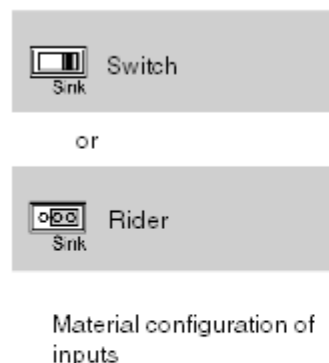 Switch
Sink
or
Rider
Sink
Material configuration of
inputs